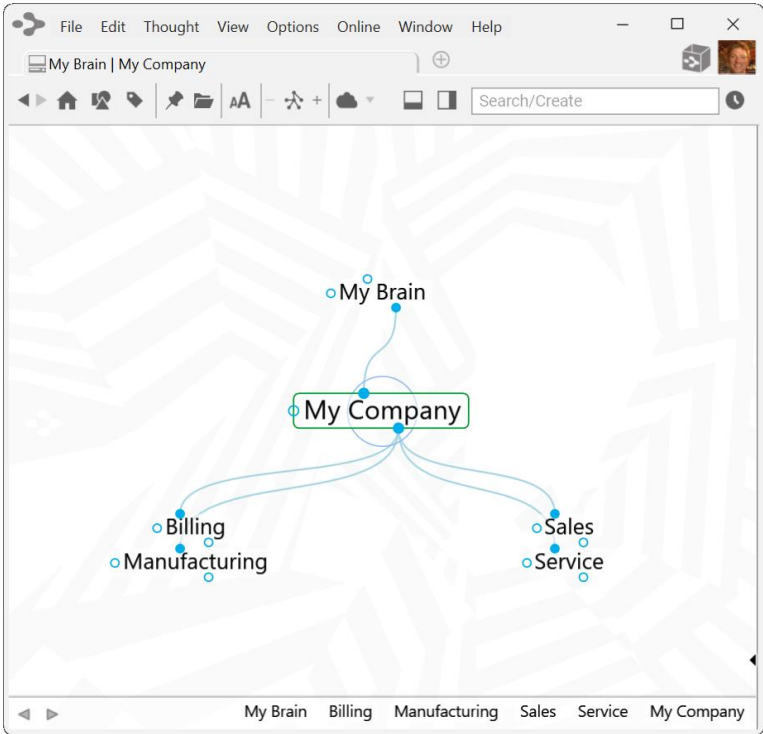 File Edit Thought View Options Online Window Help
My Brain | My Company
AA Search/Create
My Brain
My Company
Billing Sales
Manufacturing Service
My Brain Billing Manufacturing Sales Service My Company